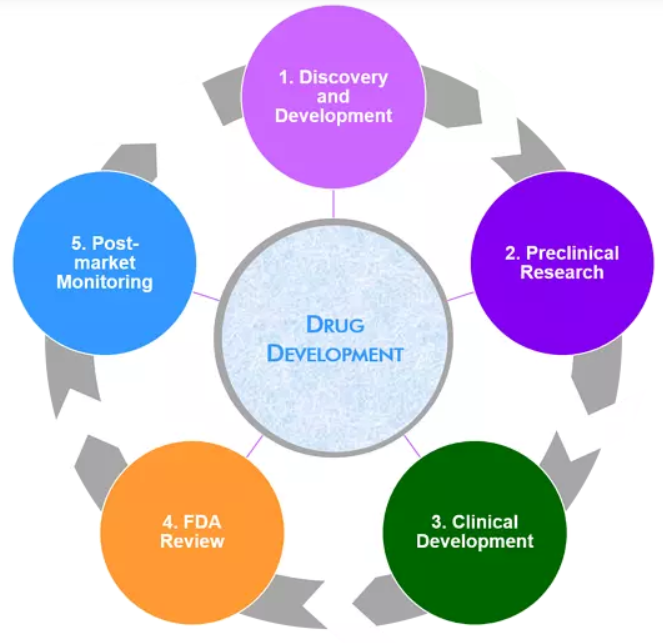 1. Discovery
and
Development
2. Preclinical
Research
3. Clinical
Development
4. FDA
Review
5. Post-
market
Monitoring
DRUG
DEVELOPMENT